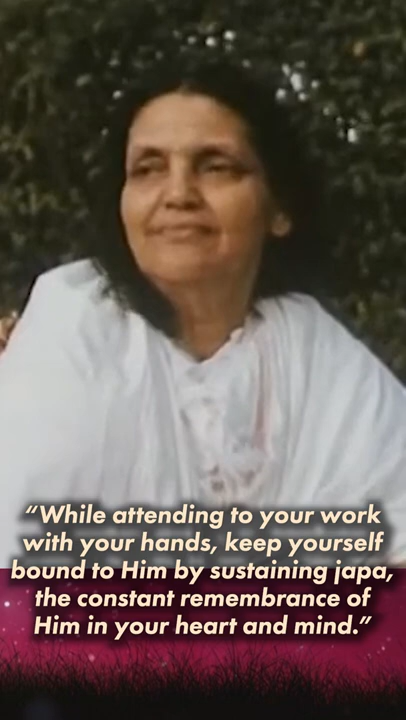 “While attending to your work
with your hands, keep yourself
bound to Him by sustaining japa,
the constant remembrance of
Him in your heart and mind.”